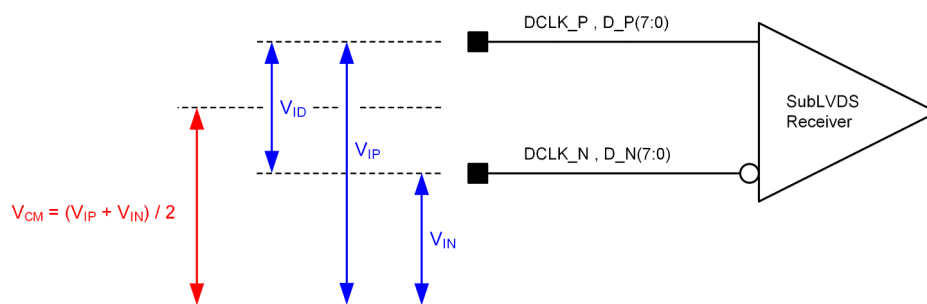 DCLK_P , D_P(7:0)
SubLVDS
Receiver
V_ID
V_IP
DCLK_N , D_N(7:0)
V_CM = (V_IP + V_IN) / 2
V_IN